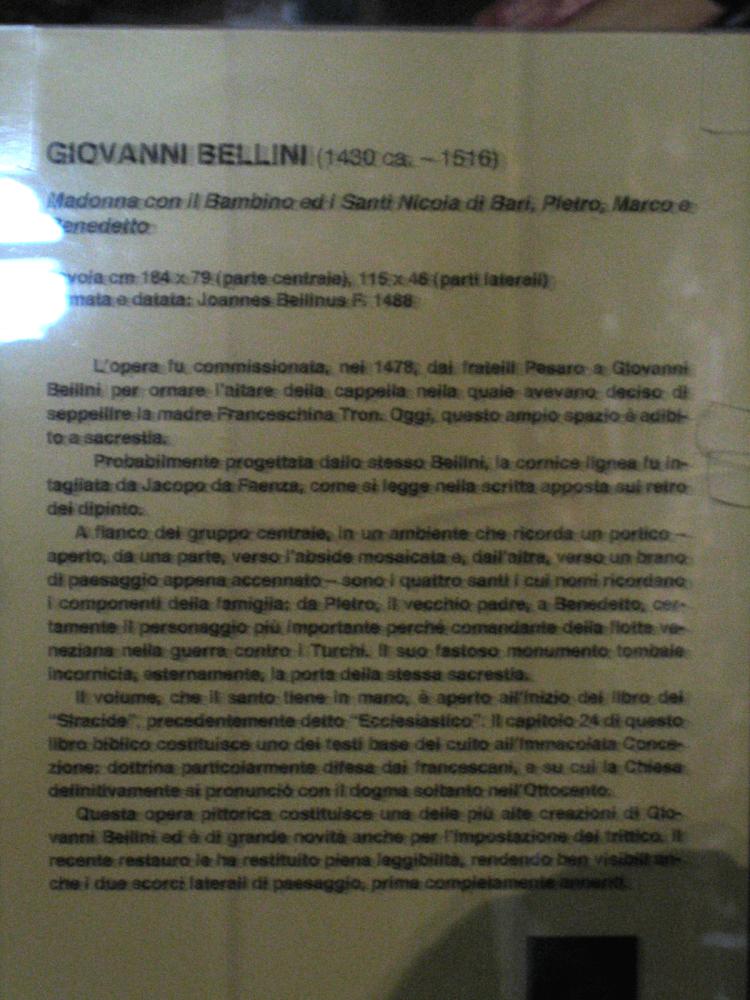 GIOVANNI BELLINI (1430 ca. – 1516)
Madonna con il Bambino ed i Santi Nicola di Bari, Pietro, Marco e
Benedetto
cm 184 x 79 (parte centrale), 115 x 46 (parti laterali)
e datata: Joannes Bellinus F. 1488
L'opera fu commissionata, nel 1478, dai fratelli Pesaro a Giovanni
Bellini per ornare l'altare della cappella nella quale avevano deciso di
seppellire la madre Franceschina Tron. Oggi, questo ampio spazio è adibi-
to a sacrestia.
Probabilmente progettata dallo stesso Bellini, la cornice lignea fu in-
tagliata da Jacopo da Faenza, come si legge nella scritta apposta sul retro
del dipinto.
A fianco del gruppo centrale, in un ambiente che ricorda un portico –
aperto, da una parte, verso l'abside mosaicata e, dall'altra, verso un brano
di paesaggio appena accennato – sono i quattro santi i cui nomi ricordano
i componenti della famiglia: da Pietro, il vecchio padre, a Benedetto, cer-
tamente il personaggio più importante perché comandante della flotta ve-
neziana nella guerra contro i Turchi. Il suo fastoso monumento tombale
incornicia, esternamente, la porta della stessa sacrestia.
Il volume, che il santo tiene in mano, è aperto all'inizio del libro del
"Siracide", precedentemente detto "Ecclesiastico". Il capitolo 24 di questo
libro biblico costituisce uno dei testi base del culto all'Immacolata Conce-
zione: dottrina particolarmente difesa dai francescani, e su cui la Chiesa
definitivamente si pronunciò con il dogma soltanto nell'Ottocento.
Questa opera pittorica costituisce una delle più alte creazioni di Gio-
vanni Bellini ed è di grande novità anche per l'impostazione del trittico. Il
recente restauro le ha restituito piena leggibilità, rendendo ben visibili an-
che i due scorci laterali di paesaggio, prima completamente anneriti.